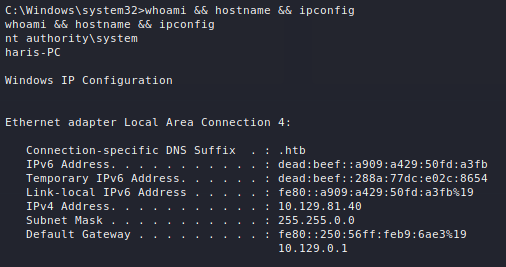 C:\Windows\system32>whoami && hostname && ipconfig
whoami && hostname && ipconfig
nt authority\system
haris-PC
Windows IP Configuration
Ethernet adapter Local Area Connection 4:
Connection-specific DNS Suffix  . : .htb
IPv6 Address. . . . . . . . . . . : dead:beef::a909:a429:50fd:a3fb
Temporary IPv6 Address. . . . . . : dead:beef::288a:77dc:e02c:8654
Link-local IPv6 Address . . . . . : fe80::a909:a429:50fd:a3fb%19
IPv4 Address. . . . . . . . . . . : 10.129.81.40
Subnet Mask . . . . . . . . . . . : 255.255.0.0
Default Gateway . . . . . . . . . : fe80::250:56ff:feb9:6ae3%19
10.129.0.1